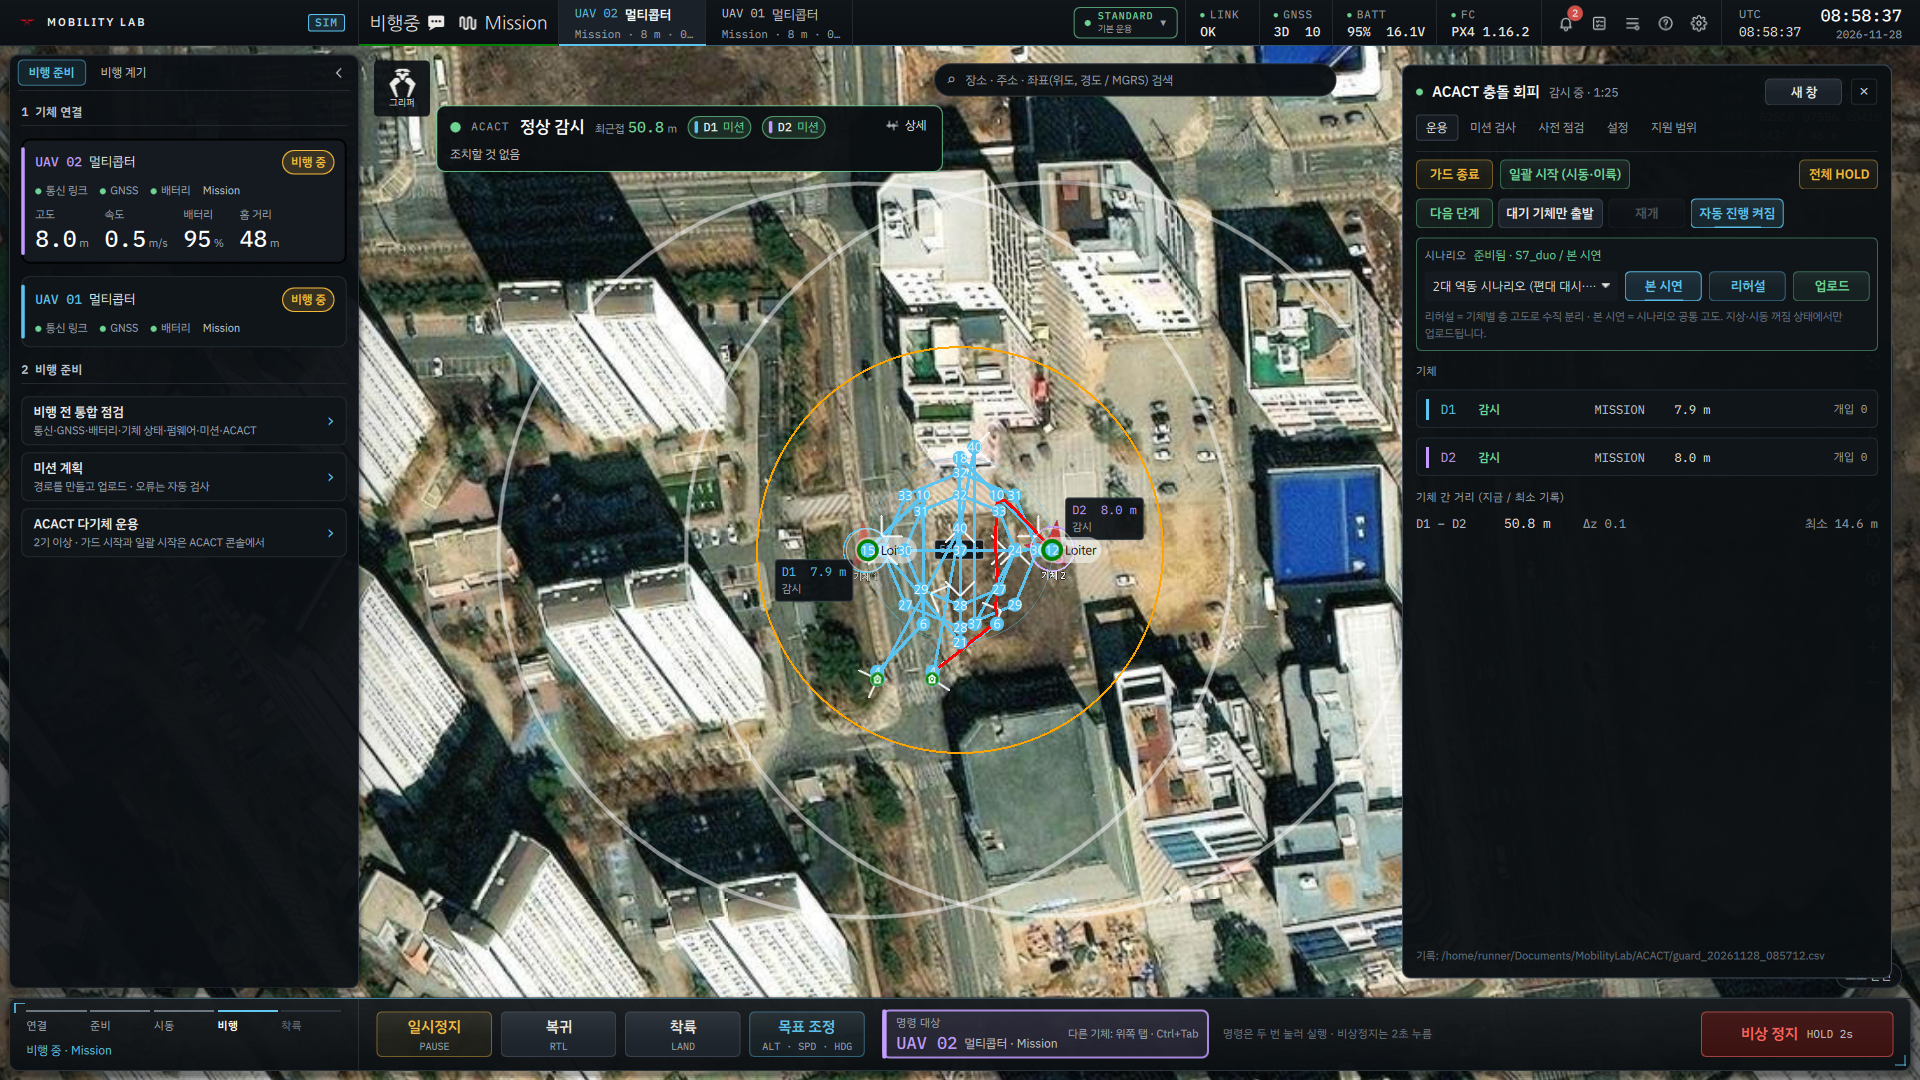 MOBILITY LAB
SIM
비행중
Mission
UAV 02 멀티콥터
Mission · 8 m · 0…
UAV 01 멀티콥터
Mission · 8 m · 0…
STANDARD
기본 운용
LINK
OK
GNSS
3D 10
BATT
95% 16.1V
FC
PX4 1.16.2
2
UTC
08:58:37
08:58:37
2026-11-28
비행 준비
비행 계기
1 기체 연결
UAV 02 멀티콥터
비행 중
통신 링크 GNSS 배터리 Mission
고도 속도 배터리 홈 거리
8.0 m 0.5 m/s 95 % 48 m
UAV 01 멀티콥터
비행 중
통신 링크 GNSS 배터리 Mission
2 비행 준비
비행 전 통합 점검
통신·GNSS·배터리·기체 상태·펌웨어·미션·ACACT
미션 계획
경로를 만들고 업로드 · 오류는 자동 검사
ACACT 다기체 운용
2기 이상 · 가드 시작과 일괄 시작은 ACACT 콘솔에서
그리퍼
장소 · 주소 · 좌표(위도, 경도 / MGRS) 검색
ACACT 정상 감시 최근접 50.8 m D1 미션 D2 미션 상세
조치할 것 없음
D2 8.0 m
감시
D1 7.9 m
감시
Loiter
기체 2
ACACT 충돌 회피 감시 중 · 1:25 새 창
운용 미션 검사 사전 점검 설정 지원 범위
가드 종료 일괄 시작 (시동·이륙) 전체 HOLD
다음 단계 대기 기체만 출발 재개 자동 진행 켜짐
시나리오 준비됨 · S7_duo / 본 시연
2대 역동 시나리오 (편대 대시···· 본 시연 리허설 업로드
리허설 = 기체별 층 고도로 수직 분리 · 본 시연 = 시나리오 공통 고도. 지상·시동 꺼짐 상태에서만
업로드됩니다.
기체
D1 감시 MISSION 7.9 m 개입 0
D2 감시 MISSION 8.0 m 개입 0
기체 간 거리 (지금 / 최소 기록)
D1 – D2 50.8 m Δz 0.1 최소 14.6 m
기록: /home/runner/Documents/MobilityLab/ACACT/guard_20261128_085712.csv
연결 준비 시동 비행 착륙
비행 중 · Mission
일시정지
PAUSE
복귀
RTL
착륙
LAND
목표 조정
ALT · SPD · HDG
명령 대상
UAV 02 멀티콥터 · Mission
다른 기체: 위쪽 탭 · Ctrl+Tab
명령은 두 번 눌러 실행 · 비상정지는 2초 누름
비상 정지 HOLD 2s